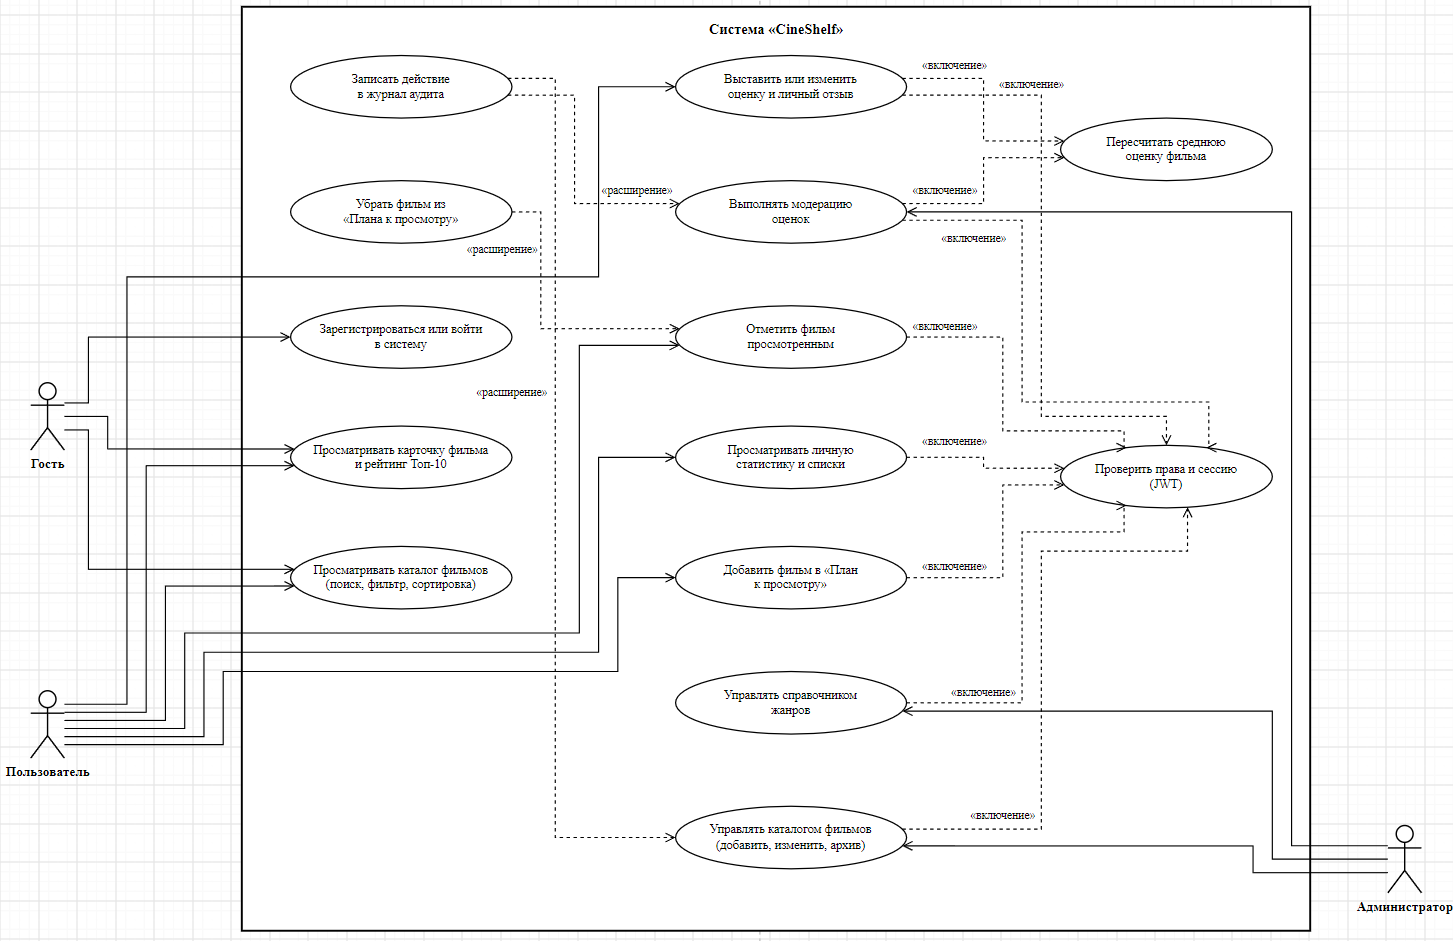 Система «CineShelf»
Записать действие
в журнал аудита
Выставить или изменить
оценку и личный отзыв
«включение»
«включение»
Пересчитать среднюю
оценку фильма
Убрать фильм из
«Плана к просмотру»
«расширение»
«расширение»
Выполнять модерацию
оценок
«включение»
«включение»
Зарегистрироваться или войти
в систему
Отметить фильм
просмотренным
«включение»
«расширение»
Гость
Просматривать карточку фильма
и рейтинг Топ-10
Просматривать личную
статистику и списки
«включение»
Проверить права и сессию
(JWT)
Просматривать каталог фильмов
(поиск, фильтр, сортировка)
Добавить фильм в «План
к просмотру»
«включение»
Управлять справочником
жанров
«включение»
Пользователь
Управлять каталогом фильмов
(добавить, изменить, архив)
«включение»
Администратор